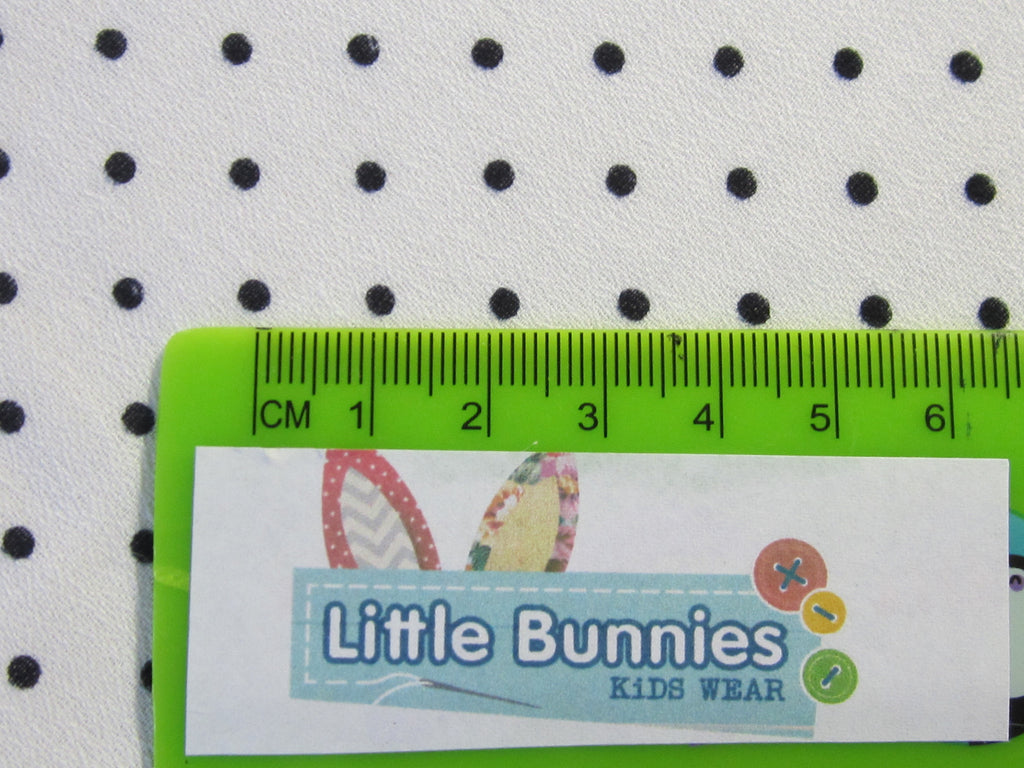 CM 1 2 3 4 5 6
Little Bunnies
KiDS WEAR